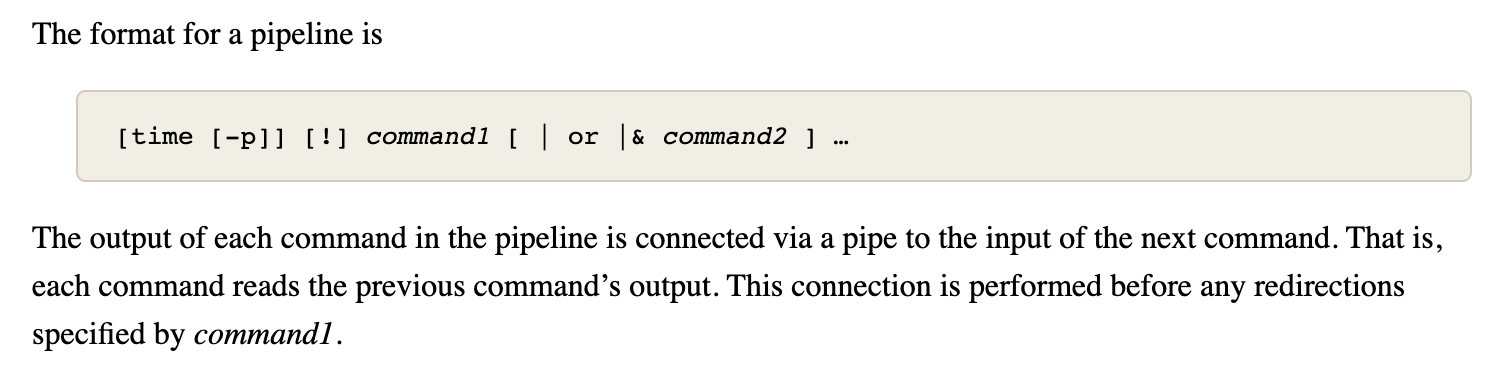 The format for a pipeline is
[time [-p]] [!] command1 [ | or |& command2 ] …
The output of each command in the pipeline is connected via a pipe to the input of the next command. That is,
each command reads the previous command’s output. This connection is performed before any redirections
specified by command1.